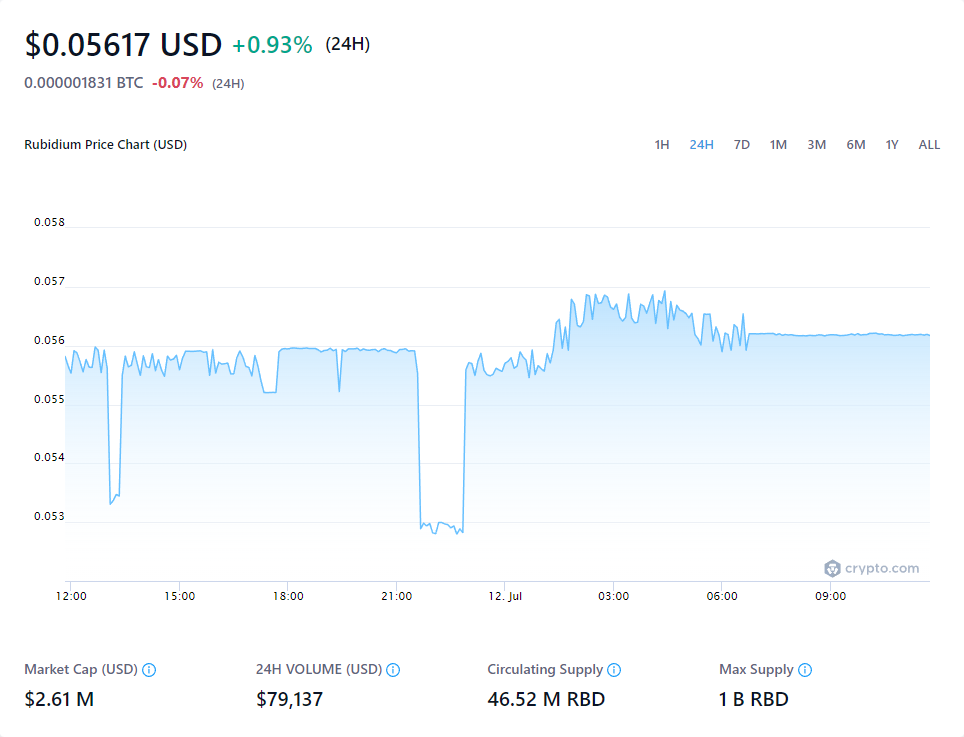 $0.05617 USD +0.93% (24H)
0.000001831 BTC -0.07% (24H)
Rubidium Price Chart (USD) 1H 24H 7D 1M 3M 6M 1Y ALL
0.058
0.057
0.056
0.055
0.054
0.053
crypto.com
12:00 15:00 18:00 21:00 12. Jul 03:00 06:00 09:00
Market Cap (USD) 24H VOLUME (USD) Circulating Supply Max Supply
$2.61 M $79,137 46.52 M RBD 1 B RBD